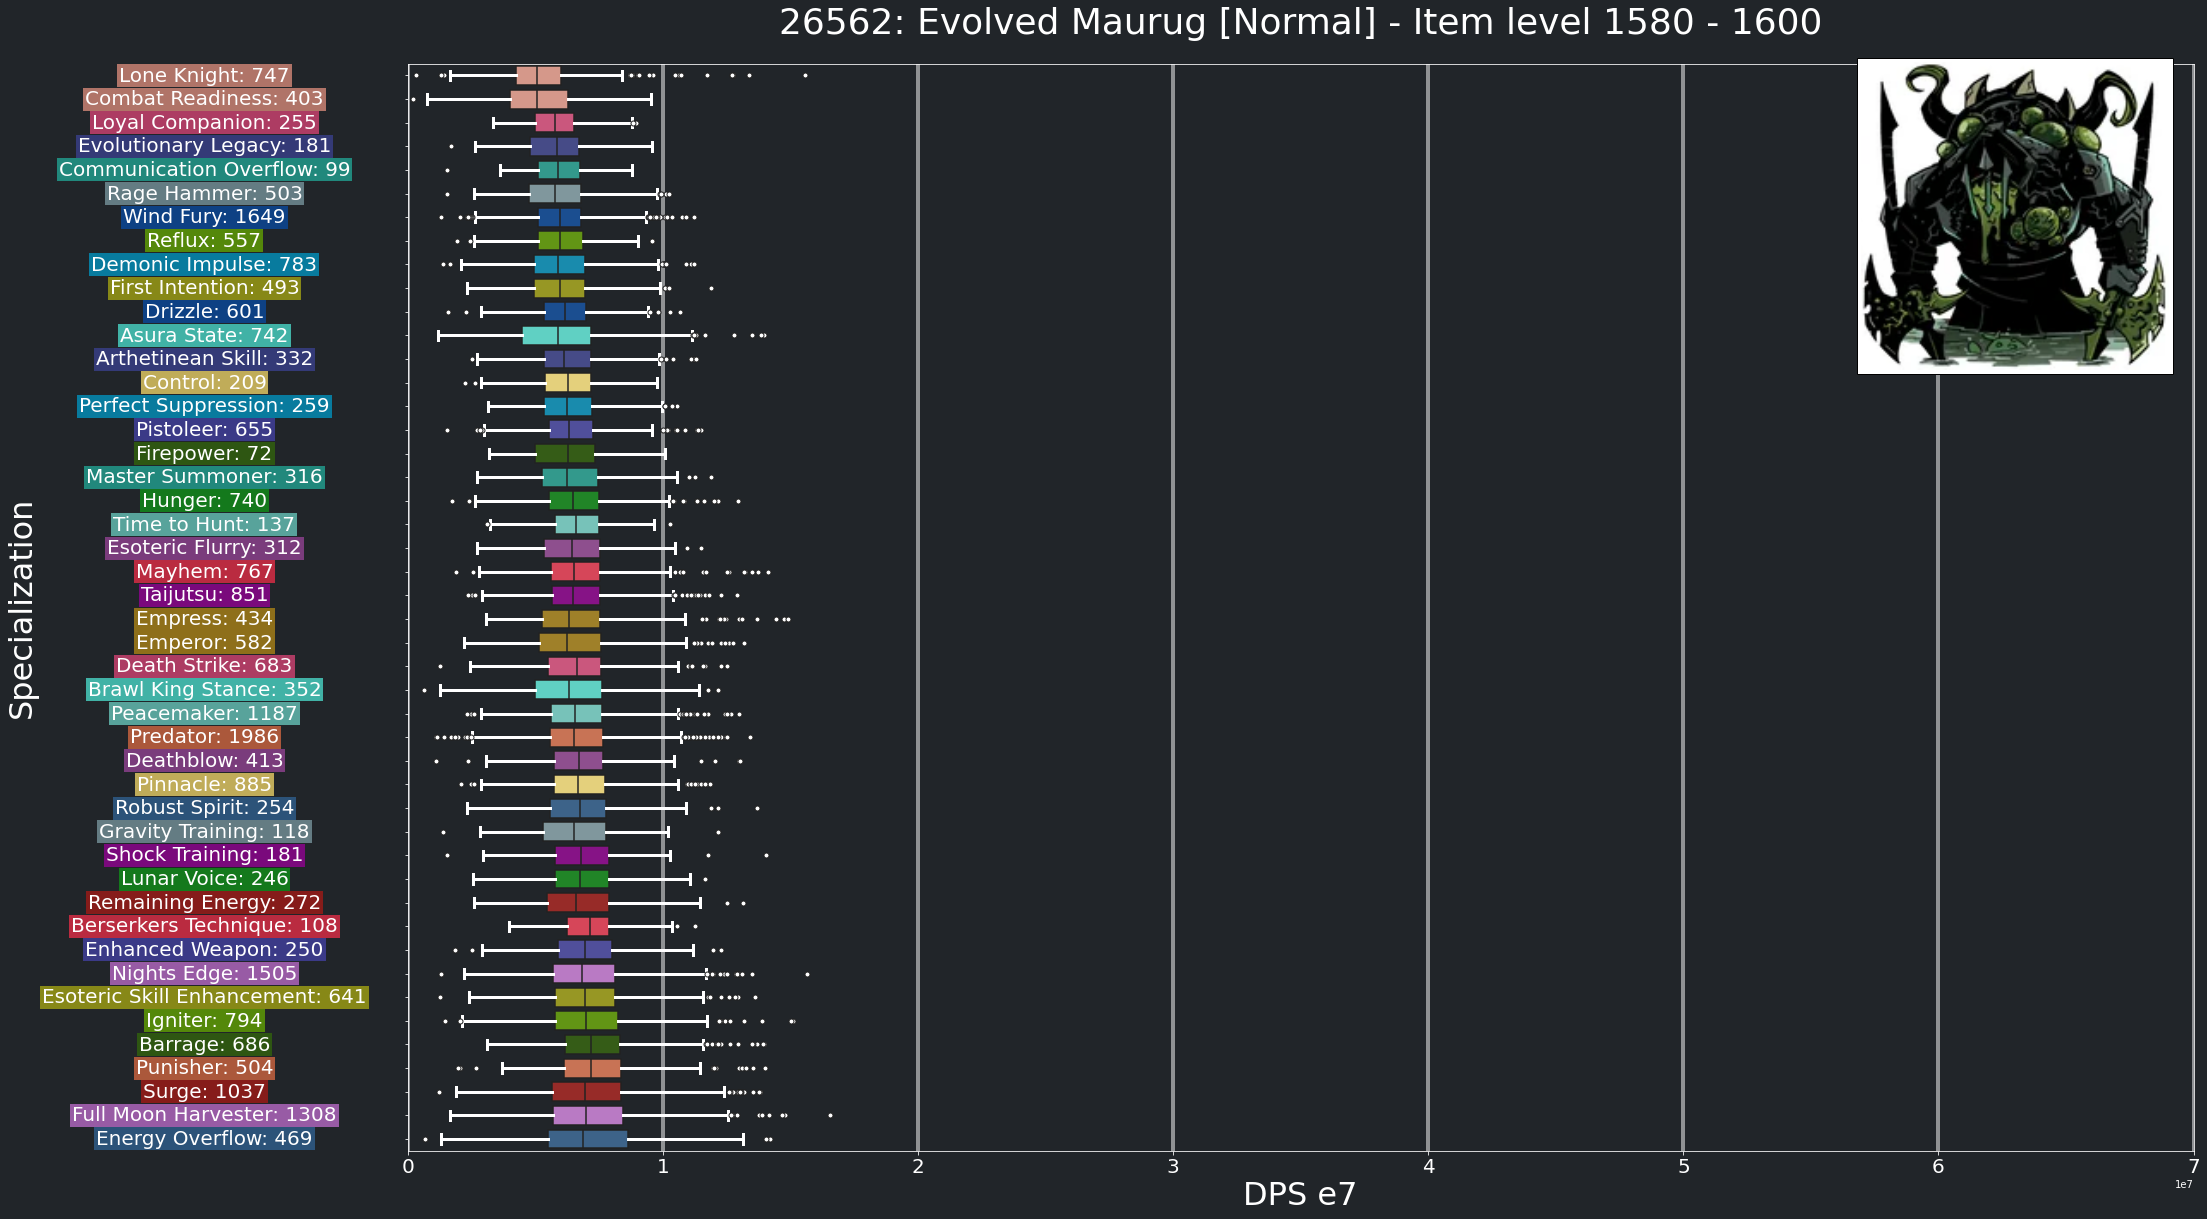 26562: Evolved Maurug [Normal] - Item level 1580 - 1600
Specialization
Lone Knight: 747
Combat Readiness: 403
Loyal Companion: 255
Evolutionary Legacy: 181
Communication Overflow: 99
Rage Hammer: 503
Wind Fury: 1649
Reflux: 557
Demonic Impulse: 783
First Intention: 493
Drizzle: 601
Asura State: 742
Arthetinean Skill: 332
Control: 209
Perfect Suppression: 259
Pistoleer: 655
Firepower: 72
Master Summoner: 316
Hunger: 740
Time to Hunt: 137
Esoteric Flurry: 312
Mayhem: 767
Taijutsu: 851
Empress: 434
Emperor: 582
Death Strike: 683
Brawl King Stance: 352
Peacemaker: 1187
Predator: 1986
Deathblow: 413
Pinnacle: 885
Robust Spirit: 254
Gravity Training: 118
Shock Training: 181
Lunar Voice: 246
Remaining Energy: 272
Berserkers Technique: 108
Enhanced Weapon: 250
Nights Edge: 1505
Esoteric Skill Enhancement: 641
Igniter: 794
Barrage: 686
Punisher: 504
Surge: 1037
Full Moon Harvester: 1308
Energy Overflow: 469
0 1 2 3 4 5 6 7
1e7
DPS e7